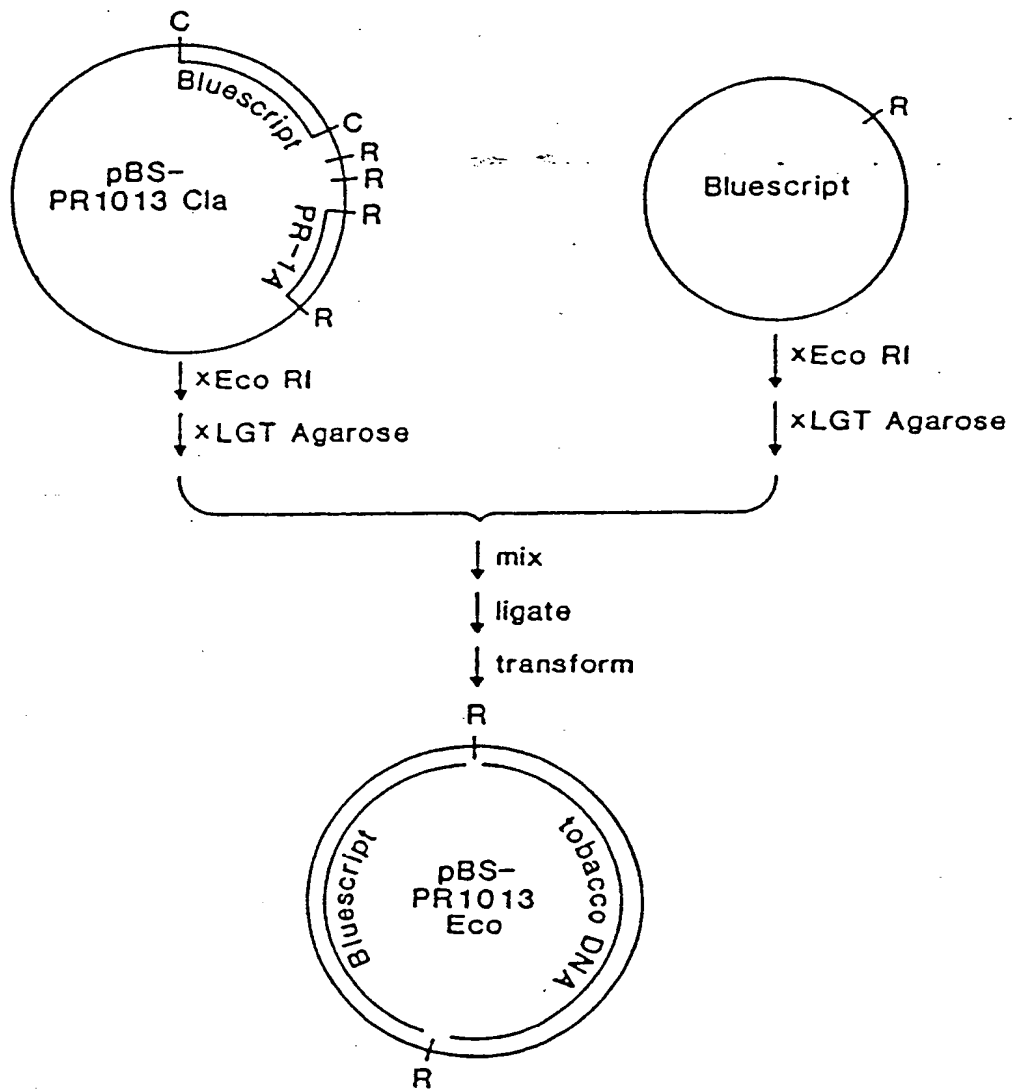 C
Bluescript
C
R
R
R
PR-1A
R
pBS-
PR1013 Cla
R
Bluescript
xEco RI
xLGT Agarose
xEco RI
xLGT Agarose
mix
ligate
transform
R
Bluescript
pBS-
PR1013
Eco
tobacco DNA
R